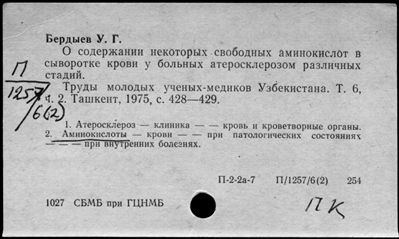 Бердыев У. Г.
О содержании некоторых свободных аминокислот в
сыворотке крови у больных атеросклерозом различных
стадий.
Труды молодых ученых-медиков Узбекистана. Т. 6,
ч. 2. Ташкент, 1975, с. 428—429.
П
1257
/6(2)
1. Атеросклероз — клиника — — кровь и кроветворные органы.
2. Аминокислоты — крови — — при патологических состояниях
— — при внутренних болезнях.
П-2-2а-7 П/1257/6(2) 254
1027 СБМБ при ГЦНМБ
ПК